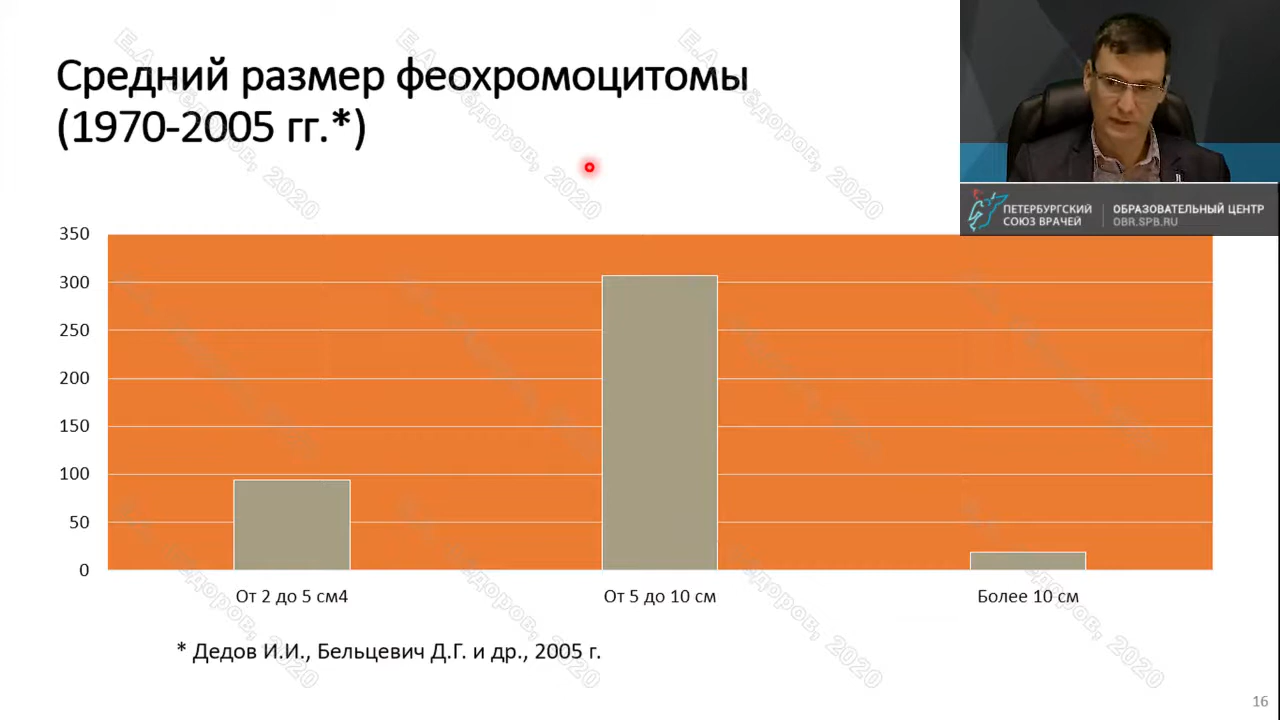 Средний размер феохромоцитомы
(1970-2005 гг.*)
ПЕТЕРБУРГСКИЙ
СОЮЗ ВРАЧЕЙ
ОБРАЗОВАТЕЛЬНЫЙ ЦЕНТР
OBR.SPB.RU
350
300
250
200
150
100
50
0
От 2 до 5 см4
От 5 до 10 см
Более 10 см
* Дедов И.И., Бельцевич Д.Г. и др., 2005 г.
16